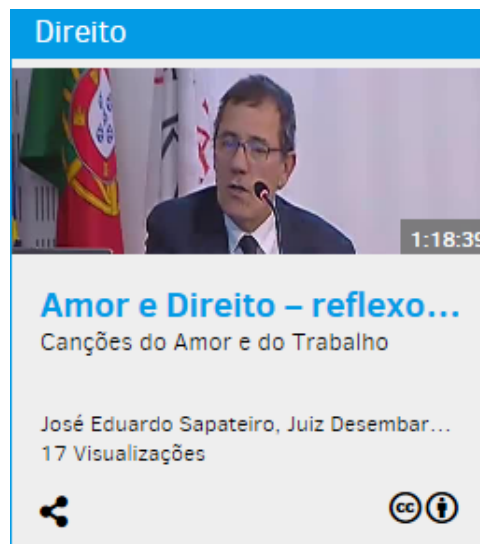 Direito
1:18:39
Amor e Direito – reflexo...
Canções do Amor e do Trabalho
José Eduardo Sapateiro, Juiz Desembar...
17 Visualizações
cc